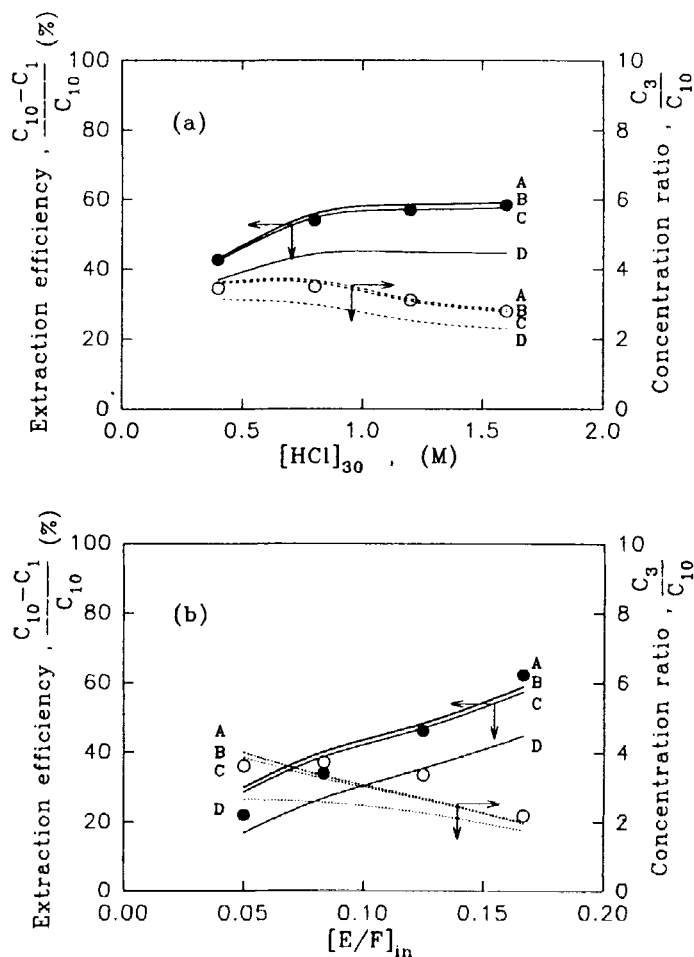 Extraction efficiency , C10−C1 / C10 (%)
100
80
60
40
20
0
(a)
A
B
C
D
A
B
C
D
10
8
6
4
2
0
Concentration ratio , C3 / C10
0.0 0.5 1.0 1.5 2.0
[HCl]30 , (M)
Extraction efficiency , C10−C1 / C10 (%)
100
80
60
40
20
0
(b)
A
B
C
D
A
B
C
D
10
8
6
4
2
0
Concentration ratio , C3 / C10
0.00 0.05 0.10 0.15 0.20
[E/F]in